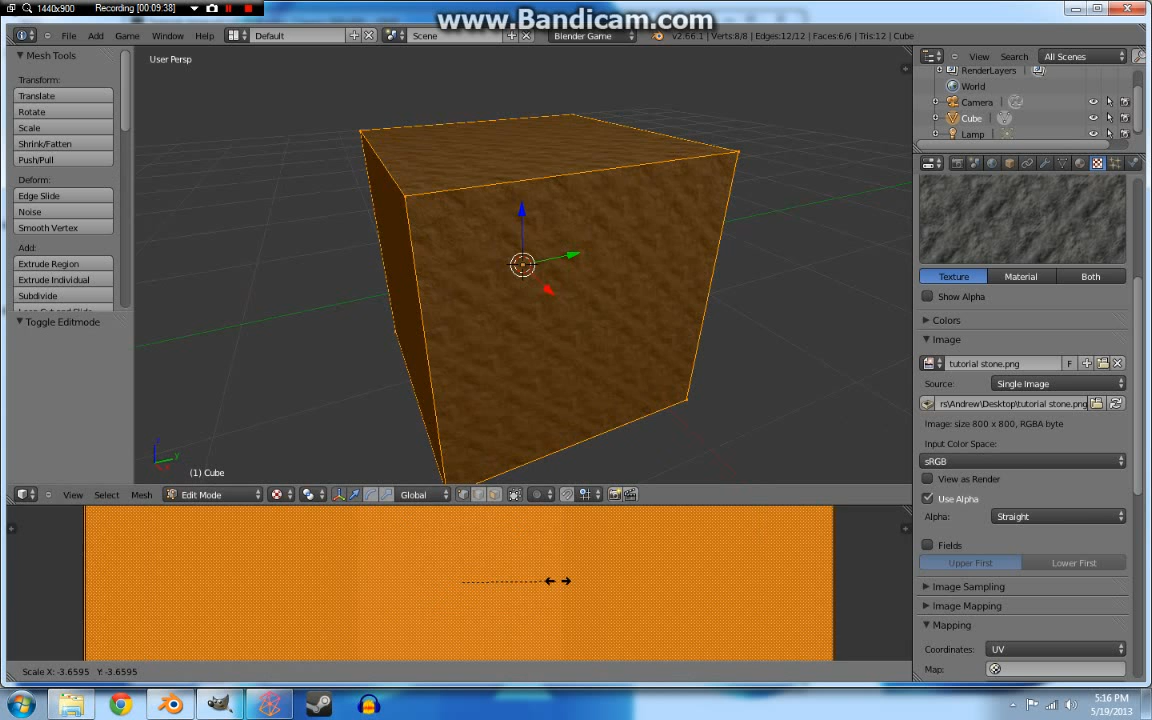 1440x900 Recording [00:09:38]
www.Bandicam.com
File Add Game Window Help Default Scene Blender Game v2.66.1 | Verts:8/8 | Edges:12/12 | Faces:6/6 | Tris:12 | Cube
View Search All Scenes
Mesh Tools
Transform:
Translate
Rotate
Scale
Shrink/Fatten
Push/Pull
Deform:
Edge Slide
Noise
Smooth Vertex
Add:
Extrude Region
Extrude Individual
Subdivide
Toggle Editmode
User Persp
(1) Cube
View Select Mesh Edit Mode Global
Scale X: -3.6595 Y: -3.6595
RenderLayers
World
Camera
Cube
Lamp
Texture Material Both
Show Alpha
Colors
Image
tutorial stone.png F
Source: Single Image
rs\Andrew\Desktop\tutorial stone.png
Image: size 800 x 800, RGBA byte
Input Color Space:
sRGB
View as Render
Use Alpha
Alpha: Straight
Fields
Upper First Lower First
Image Sampling
Image Mapping
Mapping
Coordinates: UV
Map:
5:16 PM
5/19/2013